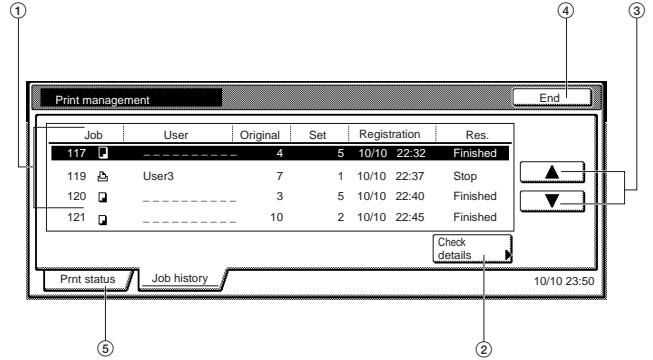 ① ④ ③
Print management End
Job User Original Set Registration Res.
117 _ _ _ _ _ _ _ _ _ _ 4 5 10/10 22:32 Finished
119 User3 7 1 10/10 22:37 Stop
120 _ _ _ _ _ _ _ _ _ _ 3 5 10/10 22:40 Finished
121 _ _ _ _ _ _ _ _ _ _ 10 2 10/10 22:45 Finished
Check
details
Prnt status Job history 10/10 23:50
⑤ ②